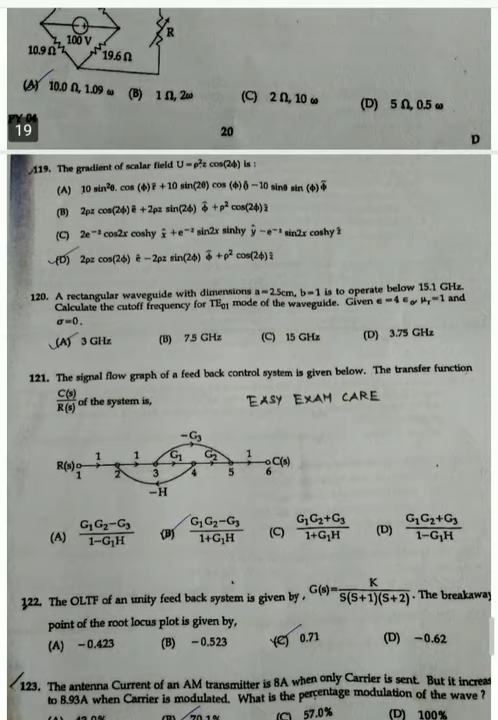 10.9 Ω
100 V
19.6 Ω
R
(A) 10.0 Ω, 1.09 ω (B) 1 Ω, 2ω (C) 2 Ω, 10 ω (D) 5 Ω, 0.5 ω
PY 04
19
20
D
119. The gradient of scalar field U=ρ²z cos(2ϕ) is :
(A) 10 sin²θ. cos (ϕ) r̂ +10 sin(2θ) cos (ϕ) θ̂ −10 sinθ sin (ϕ) ϕ̂
(B) 2ρz cos(2ϕ) ê +2ρz sin(2ϕ) ϕ̂ +ρ² cos(2ϕ) ẑ
(C) 2e⁻ᶻ cos2x coshy x̂ +e⁻ᶻ sin2x sinhy ŷ −e⁻ᶻ sin2x coshy ẑ
(D) 2ρz cos(2ϕ) ê −2ρz sin(2ϕ) ϕ̂ +ρ² cos(2ϕ) ẑ
120. A rectangular waveguide with dimensions a=2.5cm, b=1 is to operate below 15.1 GHz.
Calculate the cutoff frequency for TE₀₁ mode of the waveguide. Given ϵ=4 ϵ₀, μᵣ=1 and
σ=0.
(A) 3 GHz (B) 7.5 GHz (C) 15 GHz (D) 3.75 GHz
121. The signal flow graph of a feed back control system is given below. The transfer function
C(s)/R(s) of the system is,
EASY EXAM CARE
−G₃
R(s) 1 1 G₁ G₂ 1 C(s)
1 2 3 4 5 6
−H
(A) G₁G₂−G₃/1−G₁H (B) G₁G₂−G₃/1+G₁H (C) G₁G₂+G₃/1+G₁H (D) G₁G₂+G₃/1−G₁H
122. The OLTF of an unity feed back system is given by, G(s)=K/S(S+1)(S+2). The breakaway
point of the root locus plot is given by,
(A) −0.423 (B) −0.523 (C) 0.71 (D) −0.62
123. The antenna Current of an AM transmitter is 8A when only Carrier is sent. But it increas
to 8.93A when Carrier is modulated. What is the percentage modulation of the wave ?
(B) 70.1% (C) 57.0% (D) 100%